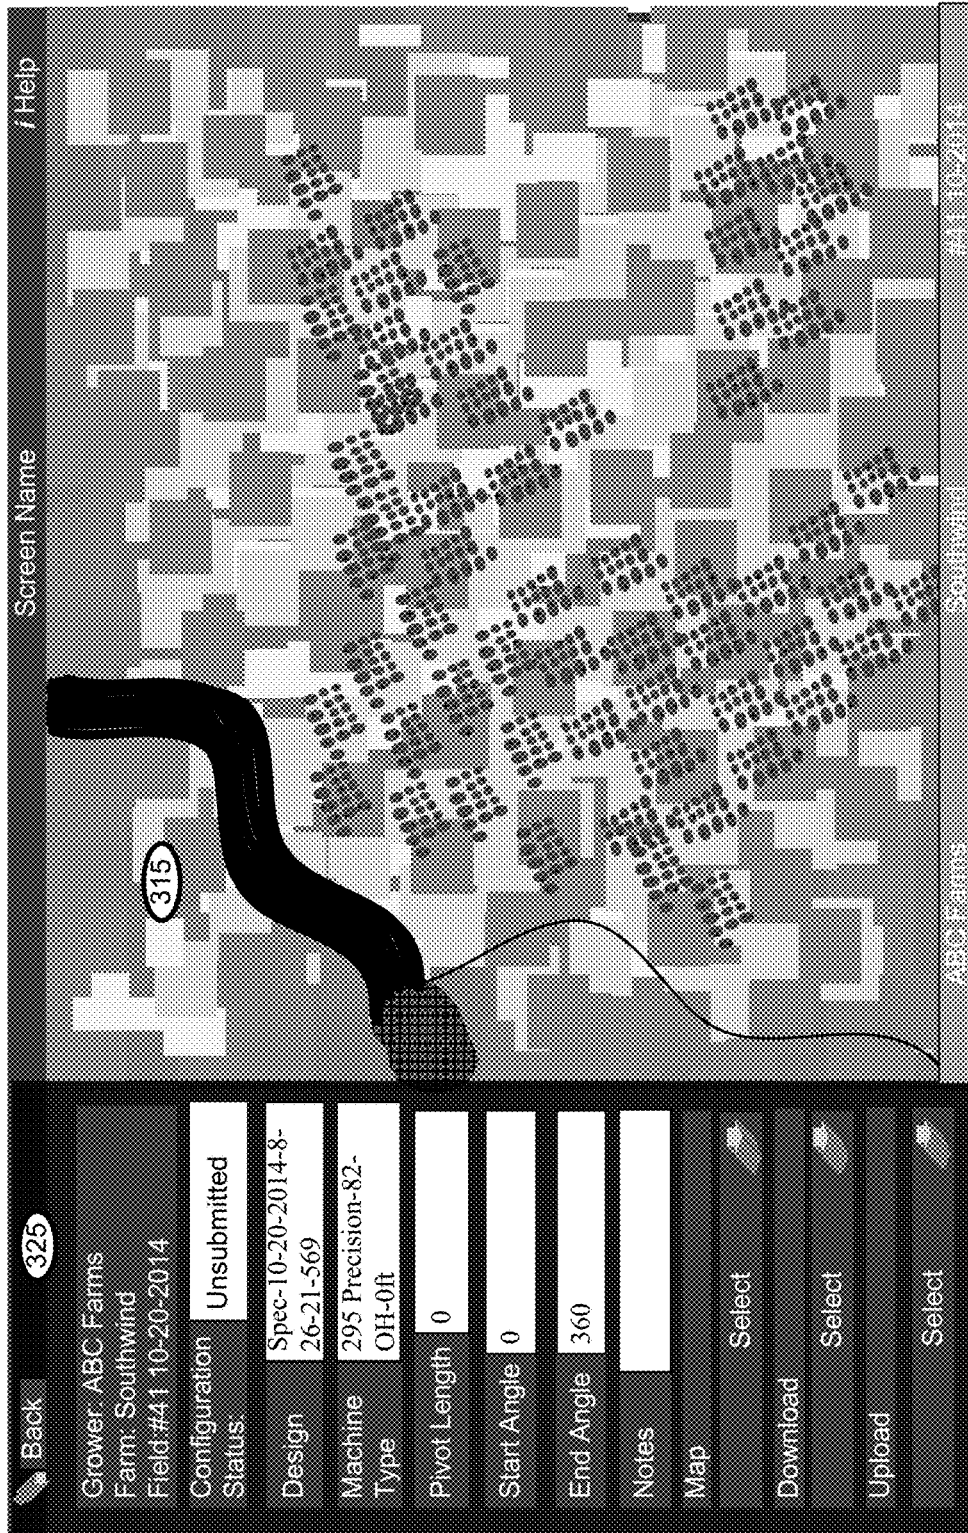 Back
Screen Name
i Help
325
315
Grower: ABC Farms
Farm: Southwind
Field:#41 10-20-2014
Configuration
Status:
Unsubmitted
Design
Spec-10-20-2014-8-
26-21-569
Machine
Type
295 Precision-82-
OH-0ft
Pivot Length
0
Start Angle
0
End Angle
360
Notes
Map
Select
Download
Select
Upload
Select
ABC Farms
Southwind
#41 10-2014